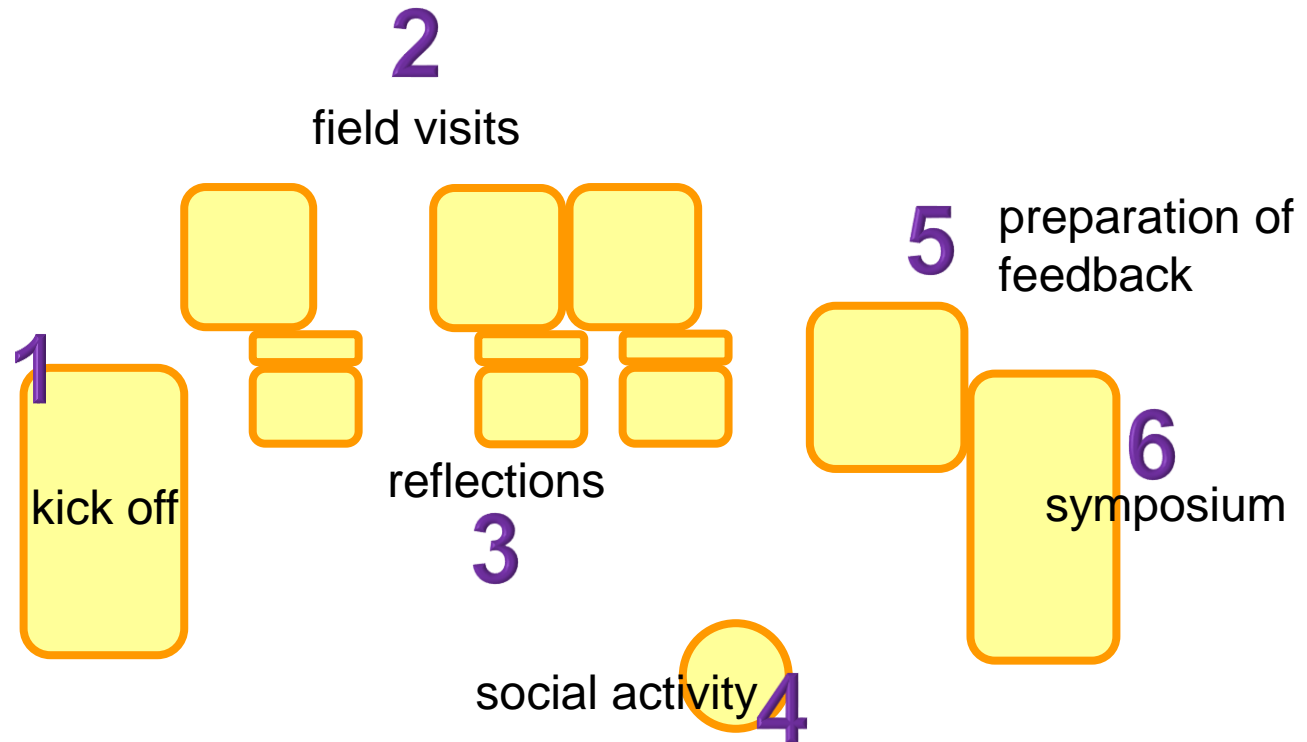 2
field visits
5
preparation of
feedback
1
kick off
reflections
3
6
symposium
social activity
4